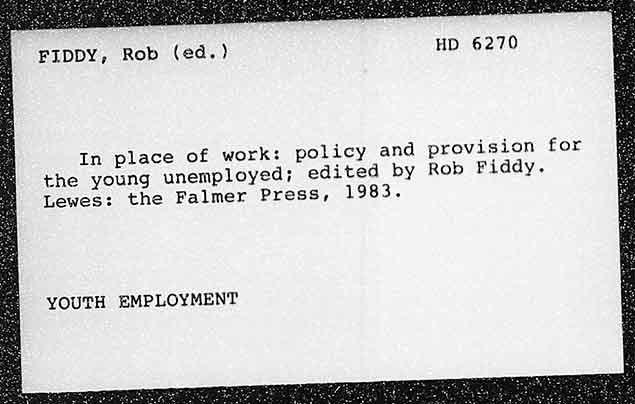 FIDDY, Rob (ed.) HD 6270
In place of work: policy and provision for
the young unemployed; edited by Rob Fiddy.
Lewes: the Falmer Press, 1983.
YOUTH EMPLOYMENT